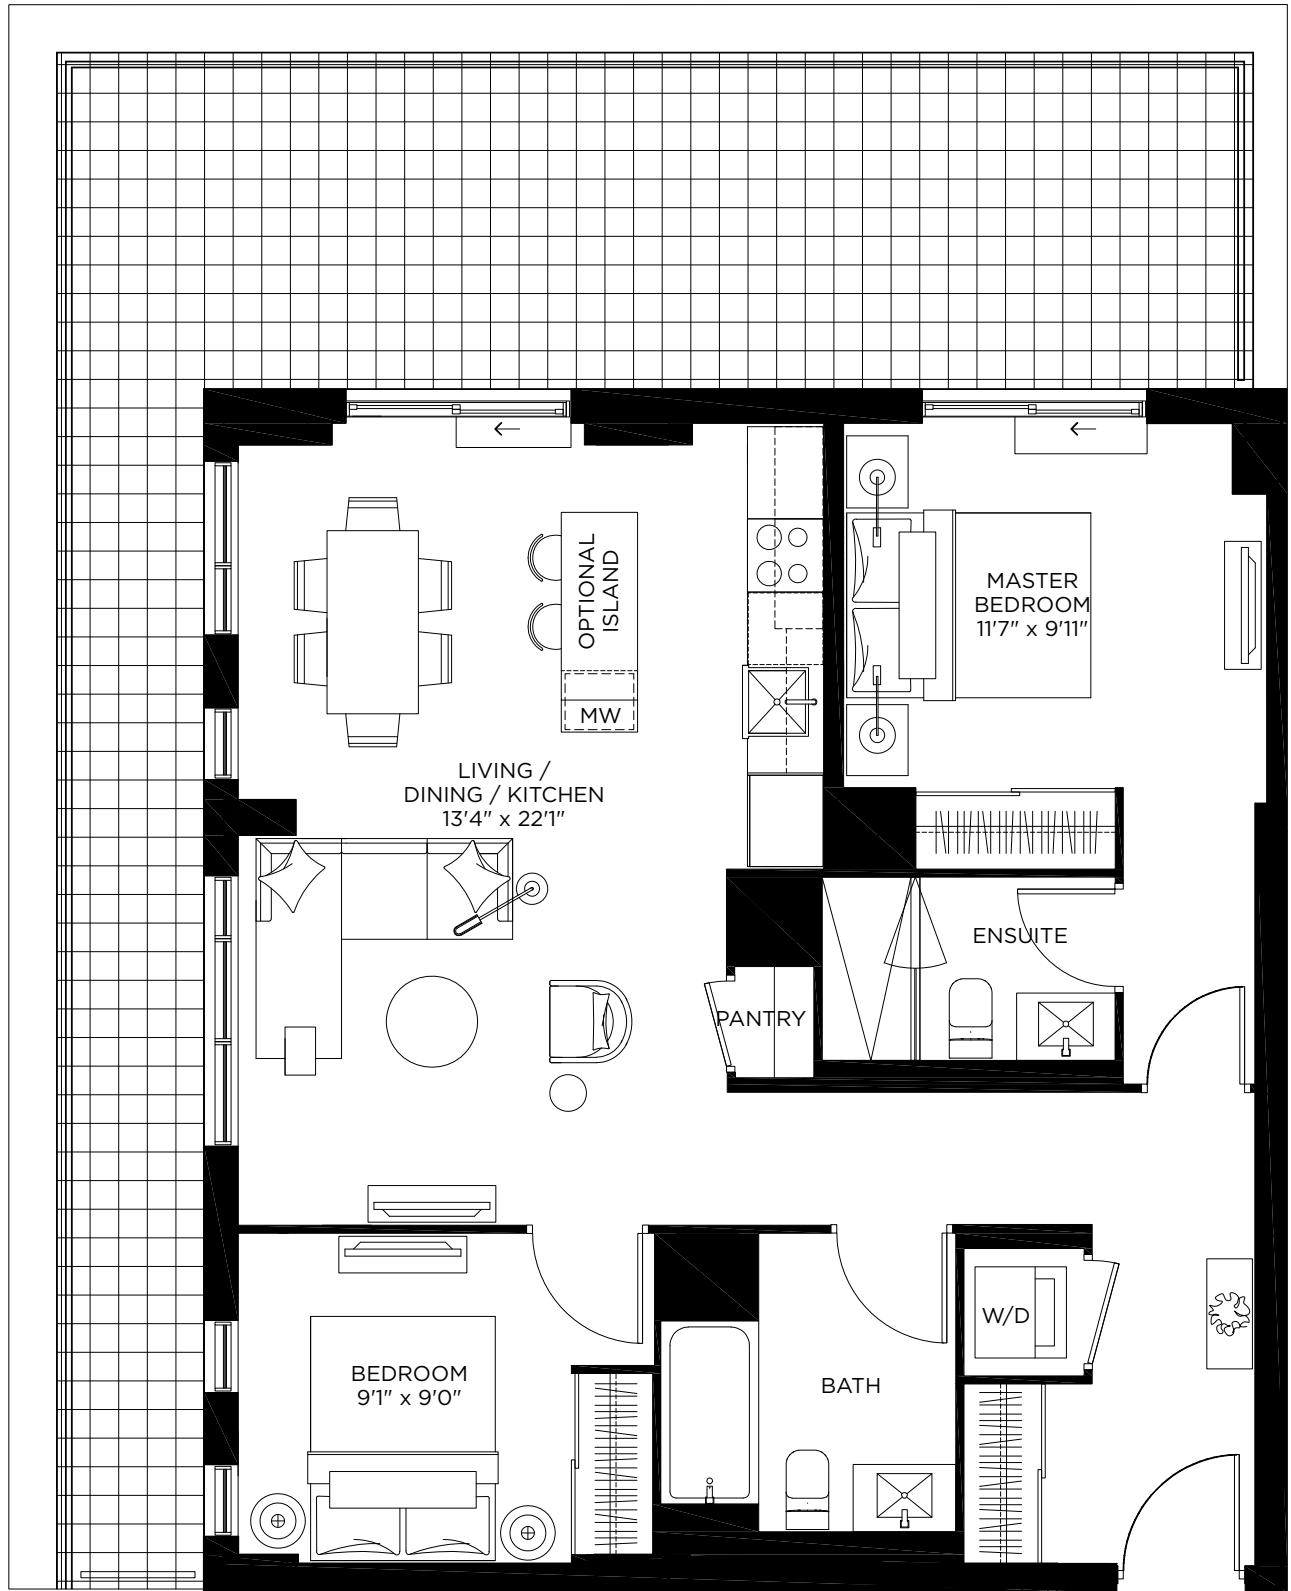 OPTIONAL
ISLAND
MW
MASTER
BEDROOM
11'7" x 9'11"
LIVING /
DINING / KITCHEN
13'4" x 22'1"
ENSUITE
PANTRY
W/D
BEDROOM
9'1" x 9'0"
BATH